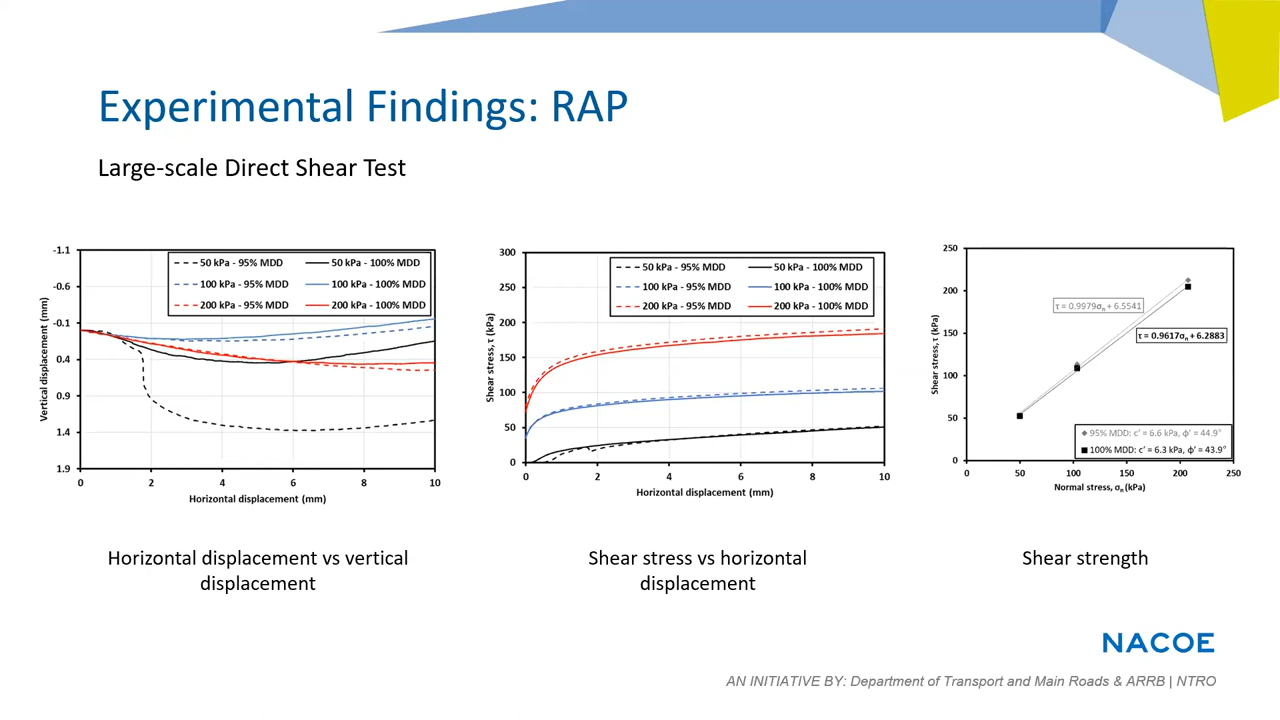 Experimental Findings: RAP
Large-scale Direct Shear Test
-1.1
-0.6
-0.1
0.4
0.9
1.4
1.9
Vertical displacement (mm)
50 kPa - 95% MDD 50 kPa - 100% MDD
100 kPa - 95% MDD 100 kPa - 100% MDD
200 kPa - 95% MDD 200 kPa - 100% MDD
0 2 4 6 8 10
Horizontal displacement (mm)
300
250
200
150
100
50
0
Shear stress, τ (kPa)
50 kPa - 95% MDD 50 kPa - 100% MDD
100 kPa - 95% MDD 100 kPa - 100% MDD
200 kPa - 95% MDD 200 kPa - 100% MDD
0 2 4 6 8 10
Horizontal displacement (mm)
250
200
150
100
50
0
Shear stress, τ (kPa)
τ = 0.9979σn + 6.5541
τ = 0.9617σn + 6.2883
95% MDD: c' = 6.6 kPa, ϕ' = 44.9°
100% MDD: c' = 6.3 kPa, ϕ' = 43.9°
0 50 100 150 200 250
Normal stress, σn (kPa)
Horizontal displacement vs vertical
displacement
Shear stress vs horizontal
displacement
Shear strength
NACOE
AN INITIATIVE BY: Department of Transport and Main Roads & ARRB | NTRO